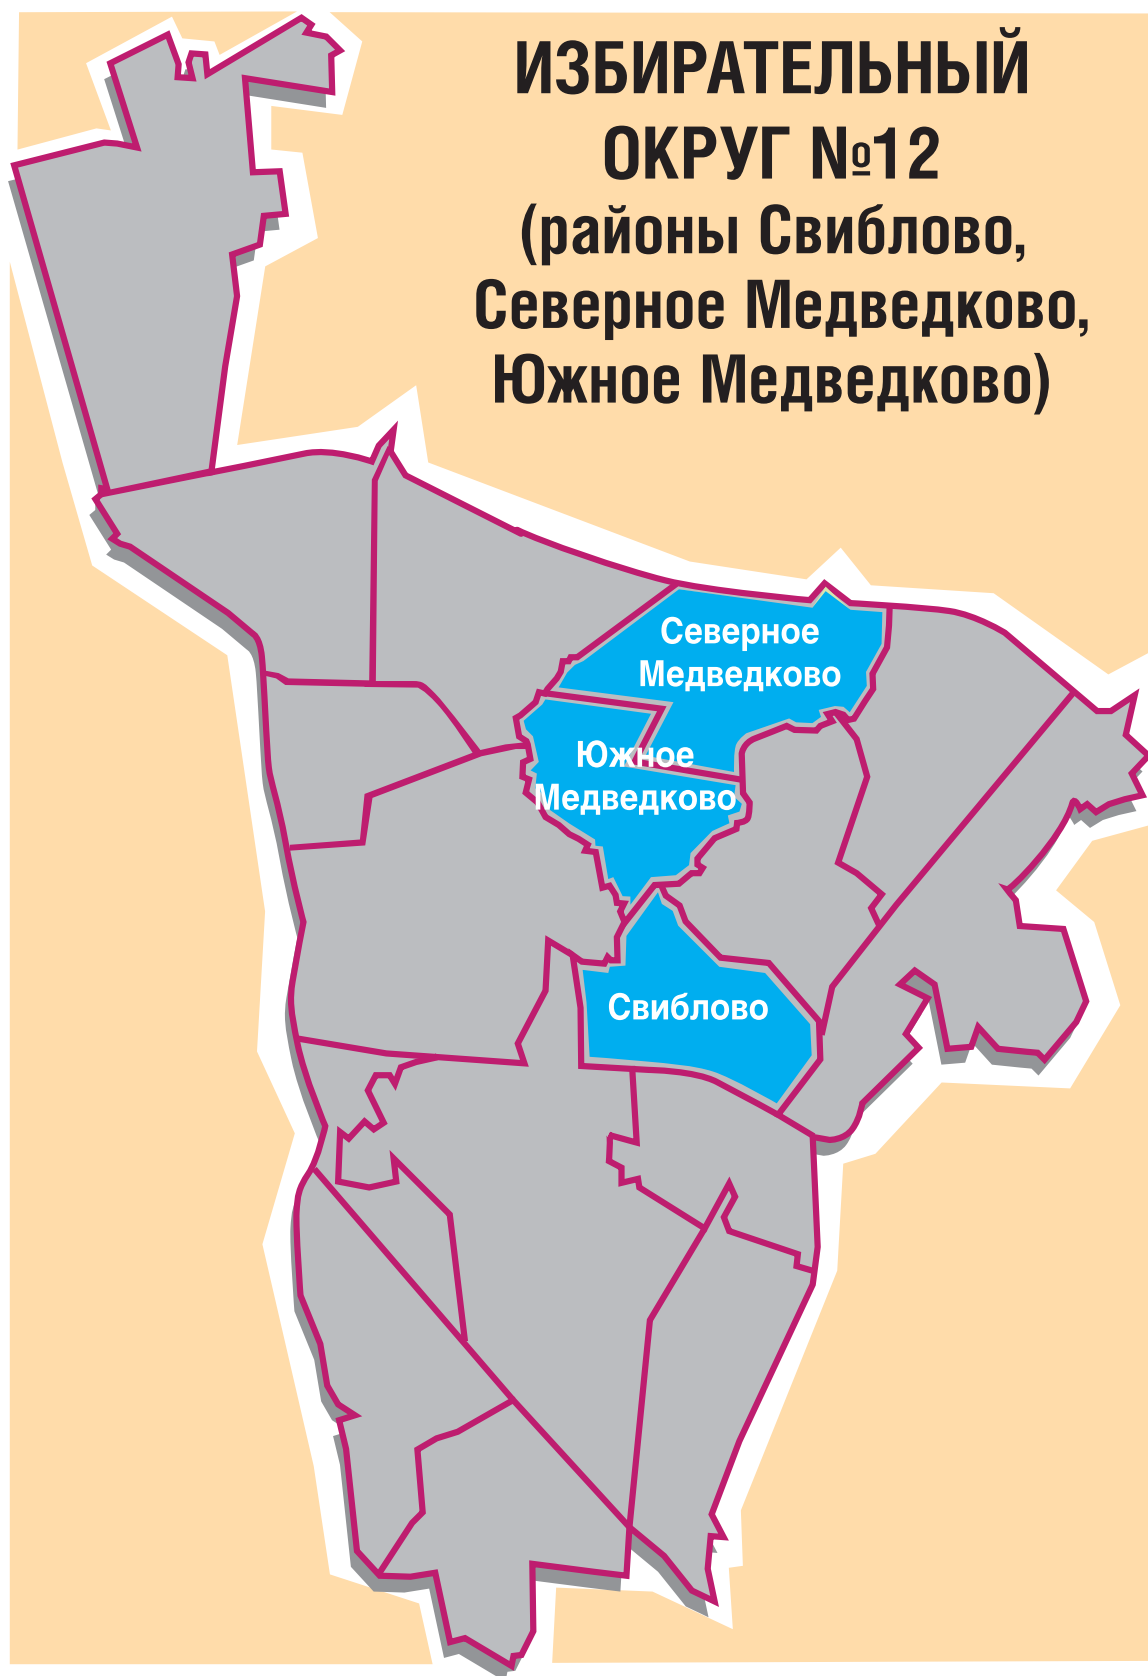 ИЗБИРАТЕЛЬНЫЙ
ОКРУГ №12
(районы Свиблово,
Северное Медведково,
Южное Медведково)
Северное
Медведково
Южное
Медведково
Свиблово